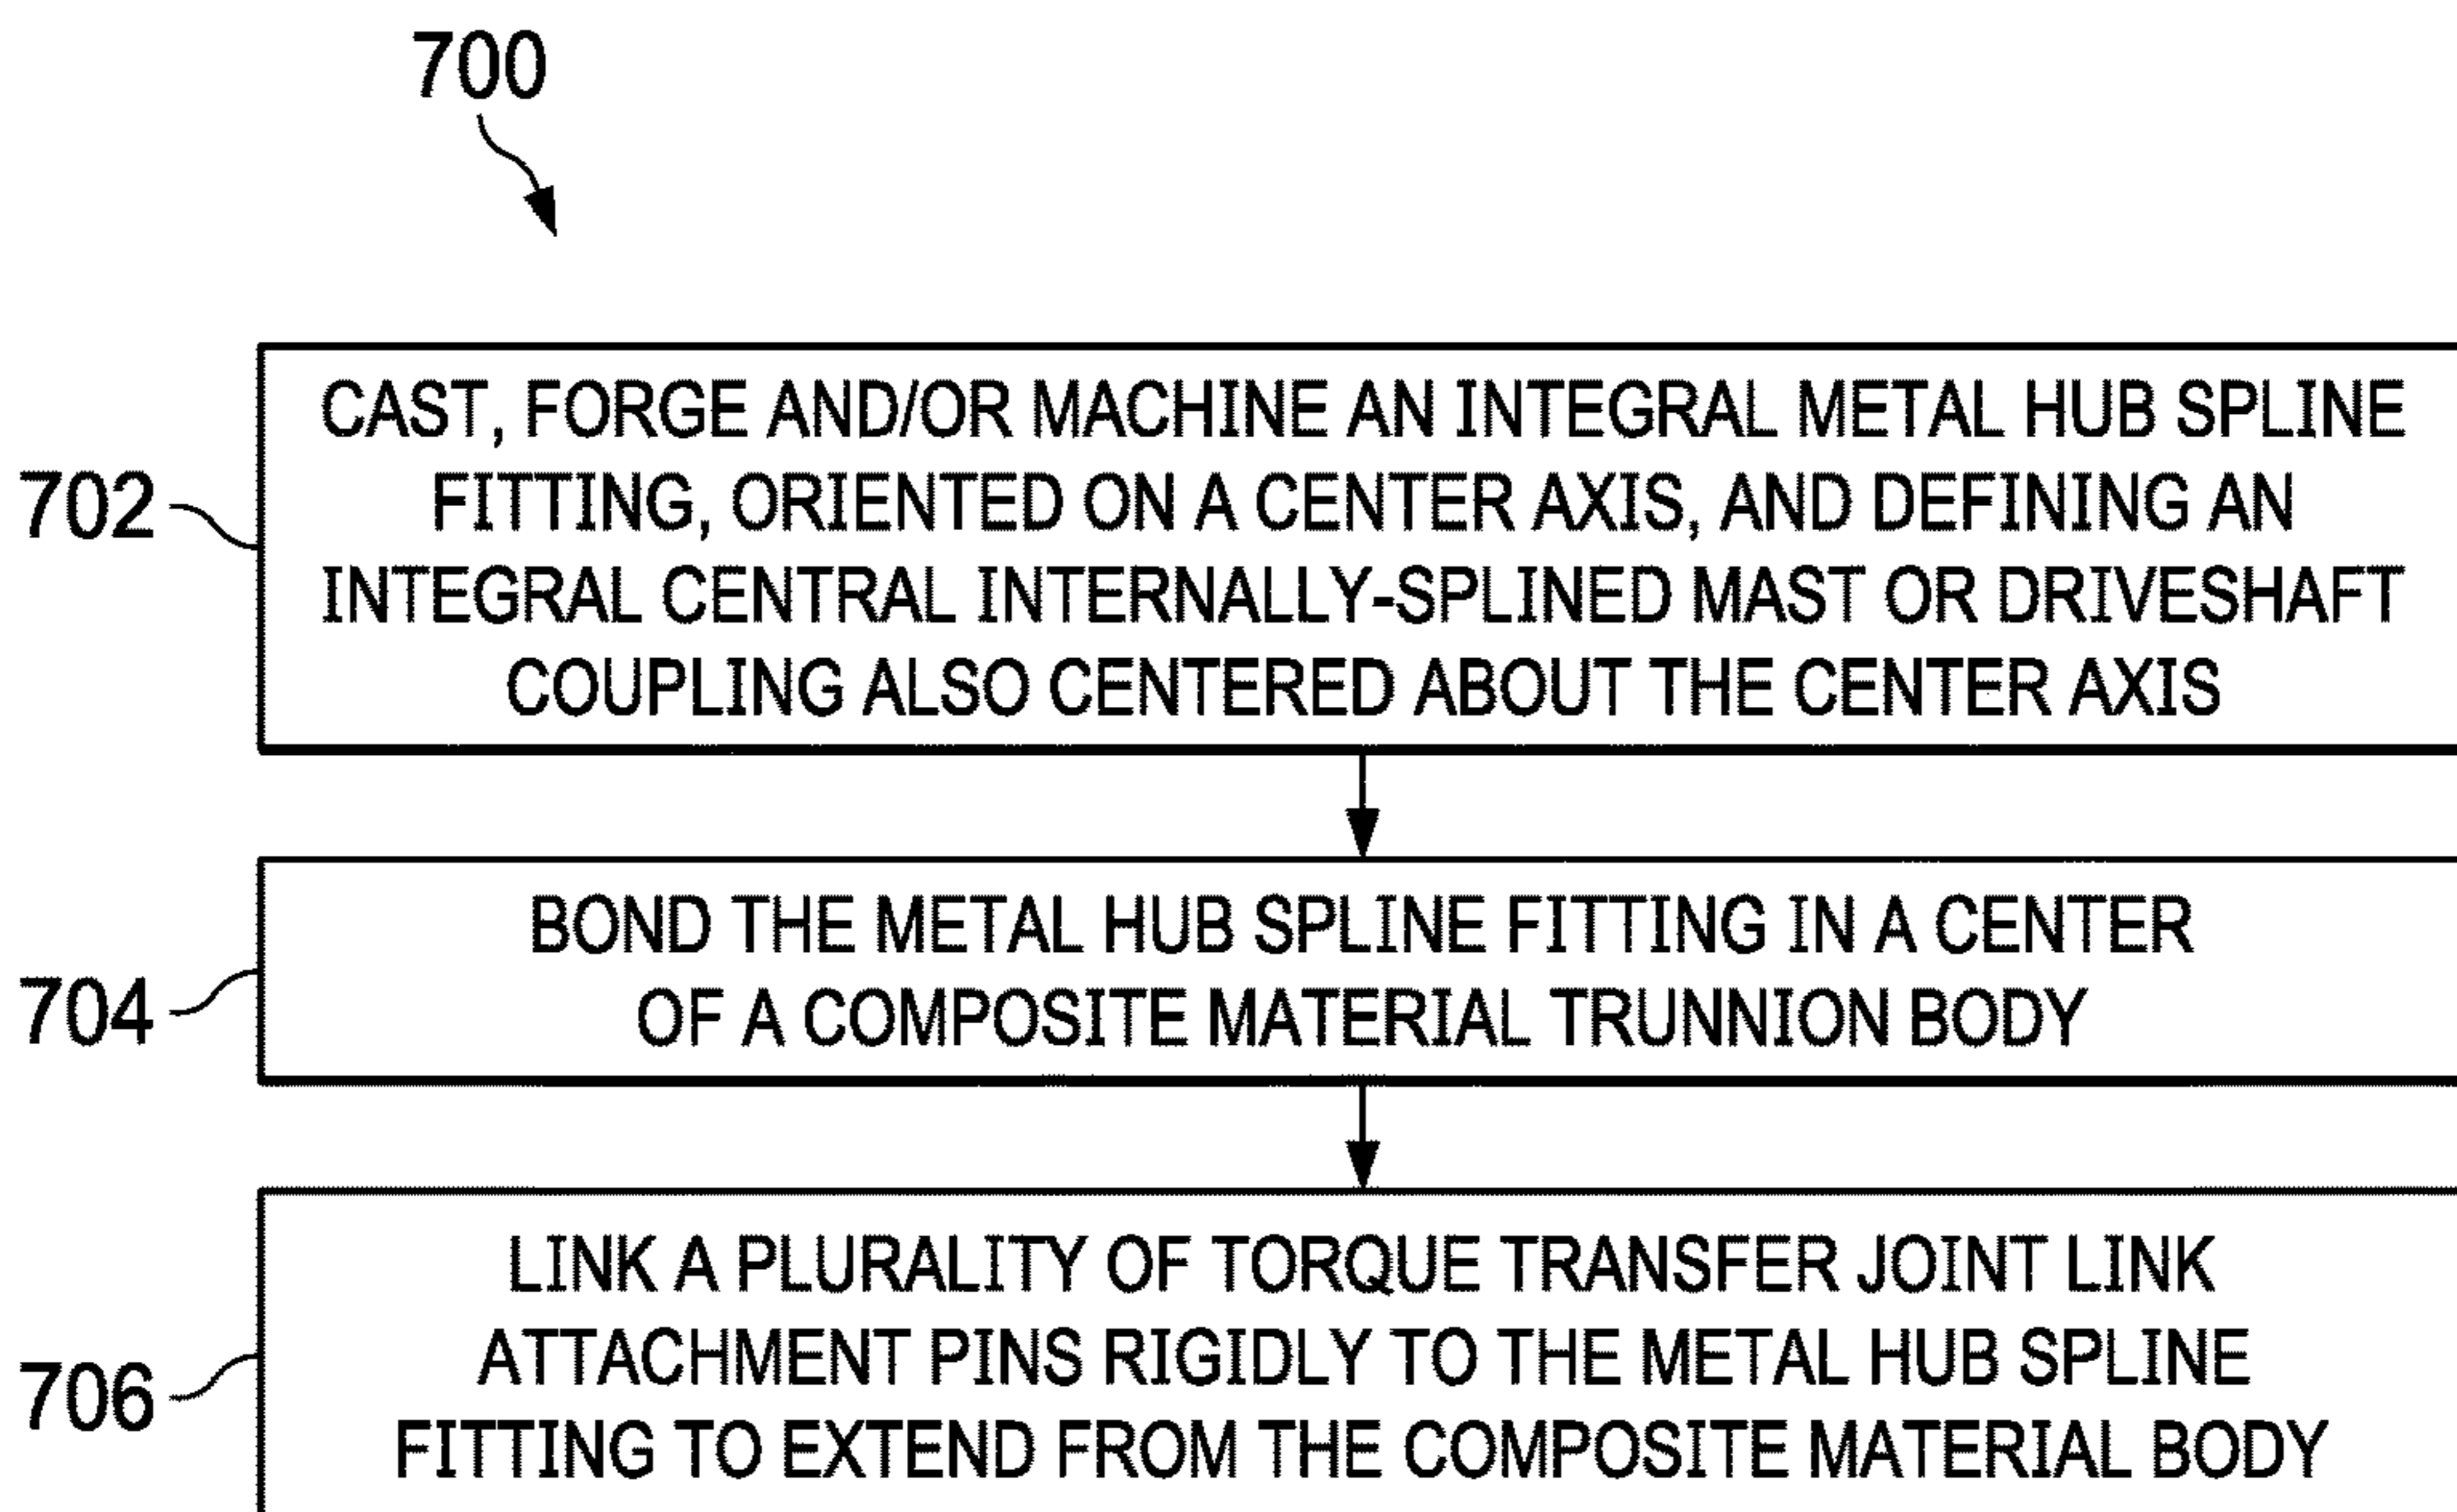 700
702
CAST, FORGE AND/OR MACHINE AN INTEGRAL METAL HUB SPLINE
FITTING, ORIENTED ON A CENTER AXIS, AND DEFINING AN
INTEGRAL CENTRAL INTERNALLY-SPLINED MAST OR DRIVESHAFT
COUPLING ALSO CENTERED ABOUT THE CENTER AXIS
704
BOND THE METAL HUB SPLINE FITTING IN A CENTER
OF A COMPOSITE MATERIAL TRUNNION BODY
706
LINK A PLURALITY OF TORQUE TRANSFER JOINT LINK
ATTACHMENT PINS RIGIDLY TO THE METAL HUB SPLINE
FITTING TO EXTEND FROM THE COMPOSITE MATERIAL BODY